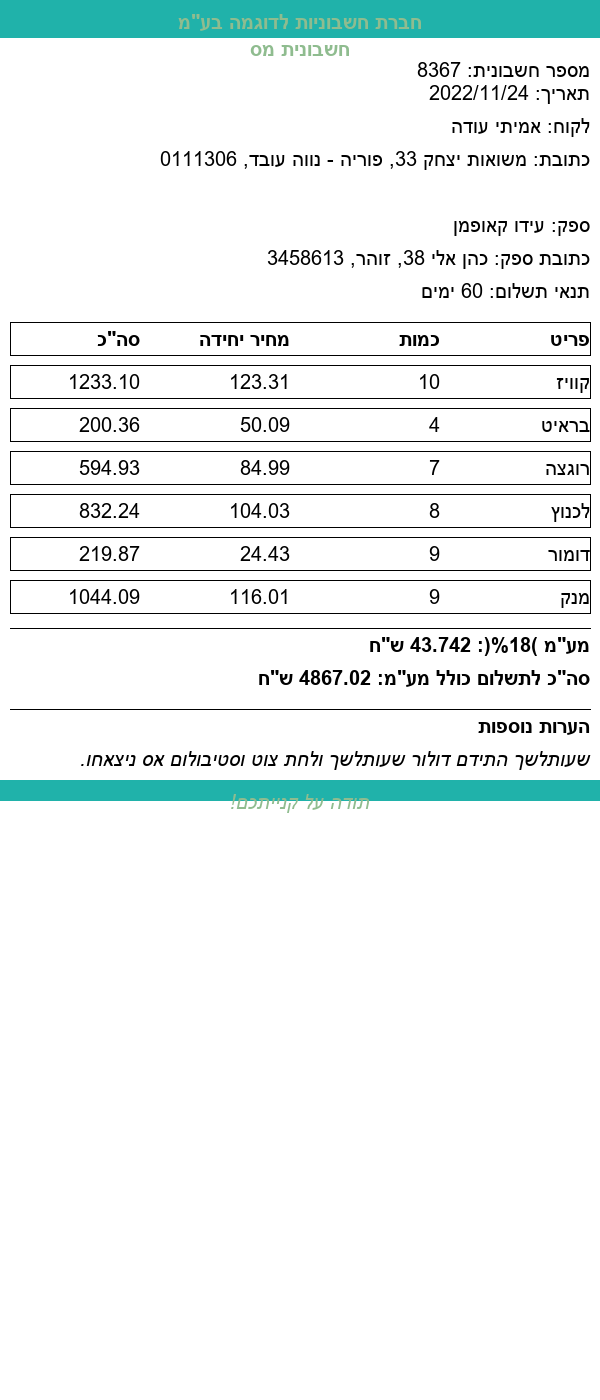 חברת חשבוניות לדוגמה בע"מ
חשבונית מס
מספר חשבונית: 8367
תאריך: 2022/11/24
לקוח: אמיתי עודה
כתובת: משואות יצחק 33, פוריה - נווה עובד, 0111306
ספק: עידו קאופמן
כתובת ספק: כהן אלי 38, זוהר, 3458613
תנאי תשלום: 60 ימים
פריט כמות מחיר יחידה סה"כ
קוויז 10 123.31 1233.10
בראיט 4 50.09 200.36
רוגצה 7 84.99 594.93
לכנוץ 8 104.03 832.24
דומור 9 24.43 219.87
מנק 9 116.01 1044.09
מע"מ )18%(: 43.742 ש"ח
סה"כ לתשלום כולל מע"מ: 4867.02 ש"ח
הערות נוספות
שעותלשך התידם דולור שעותלשך ולחת צוט וסטיבולום אס ניצאחו.
תודה על קנייתכם!